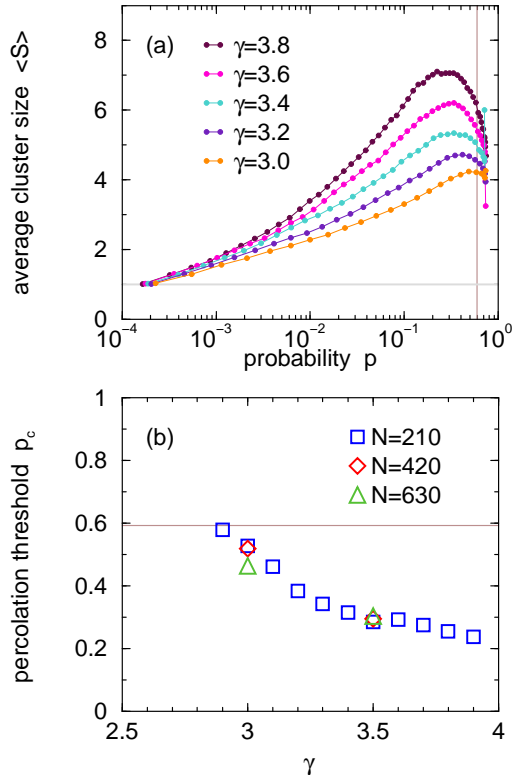 average cluster size <S>
8
6
4
2
0
(a)
γ=3.8
γ=3.6
γ=3.4
γ=3.2
γ=3.0
10⁻⁴ 10⁻³ 10⁻² 10⁻¹ 10⁰
probability p
percolation threshold p_c
1
0.8
0.6
0.4
0.2
0
(b)
N=210
N=420
N=630
2.5 3 3.5 4
γ